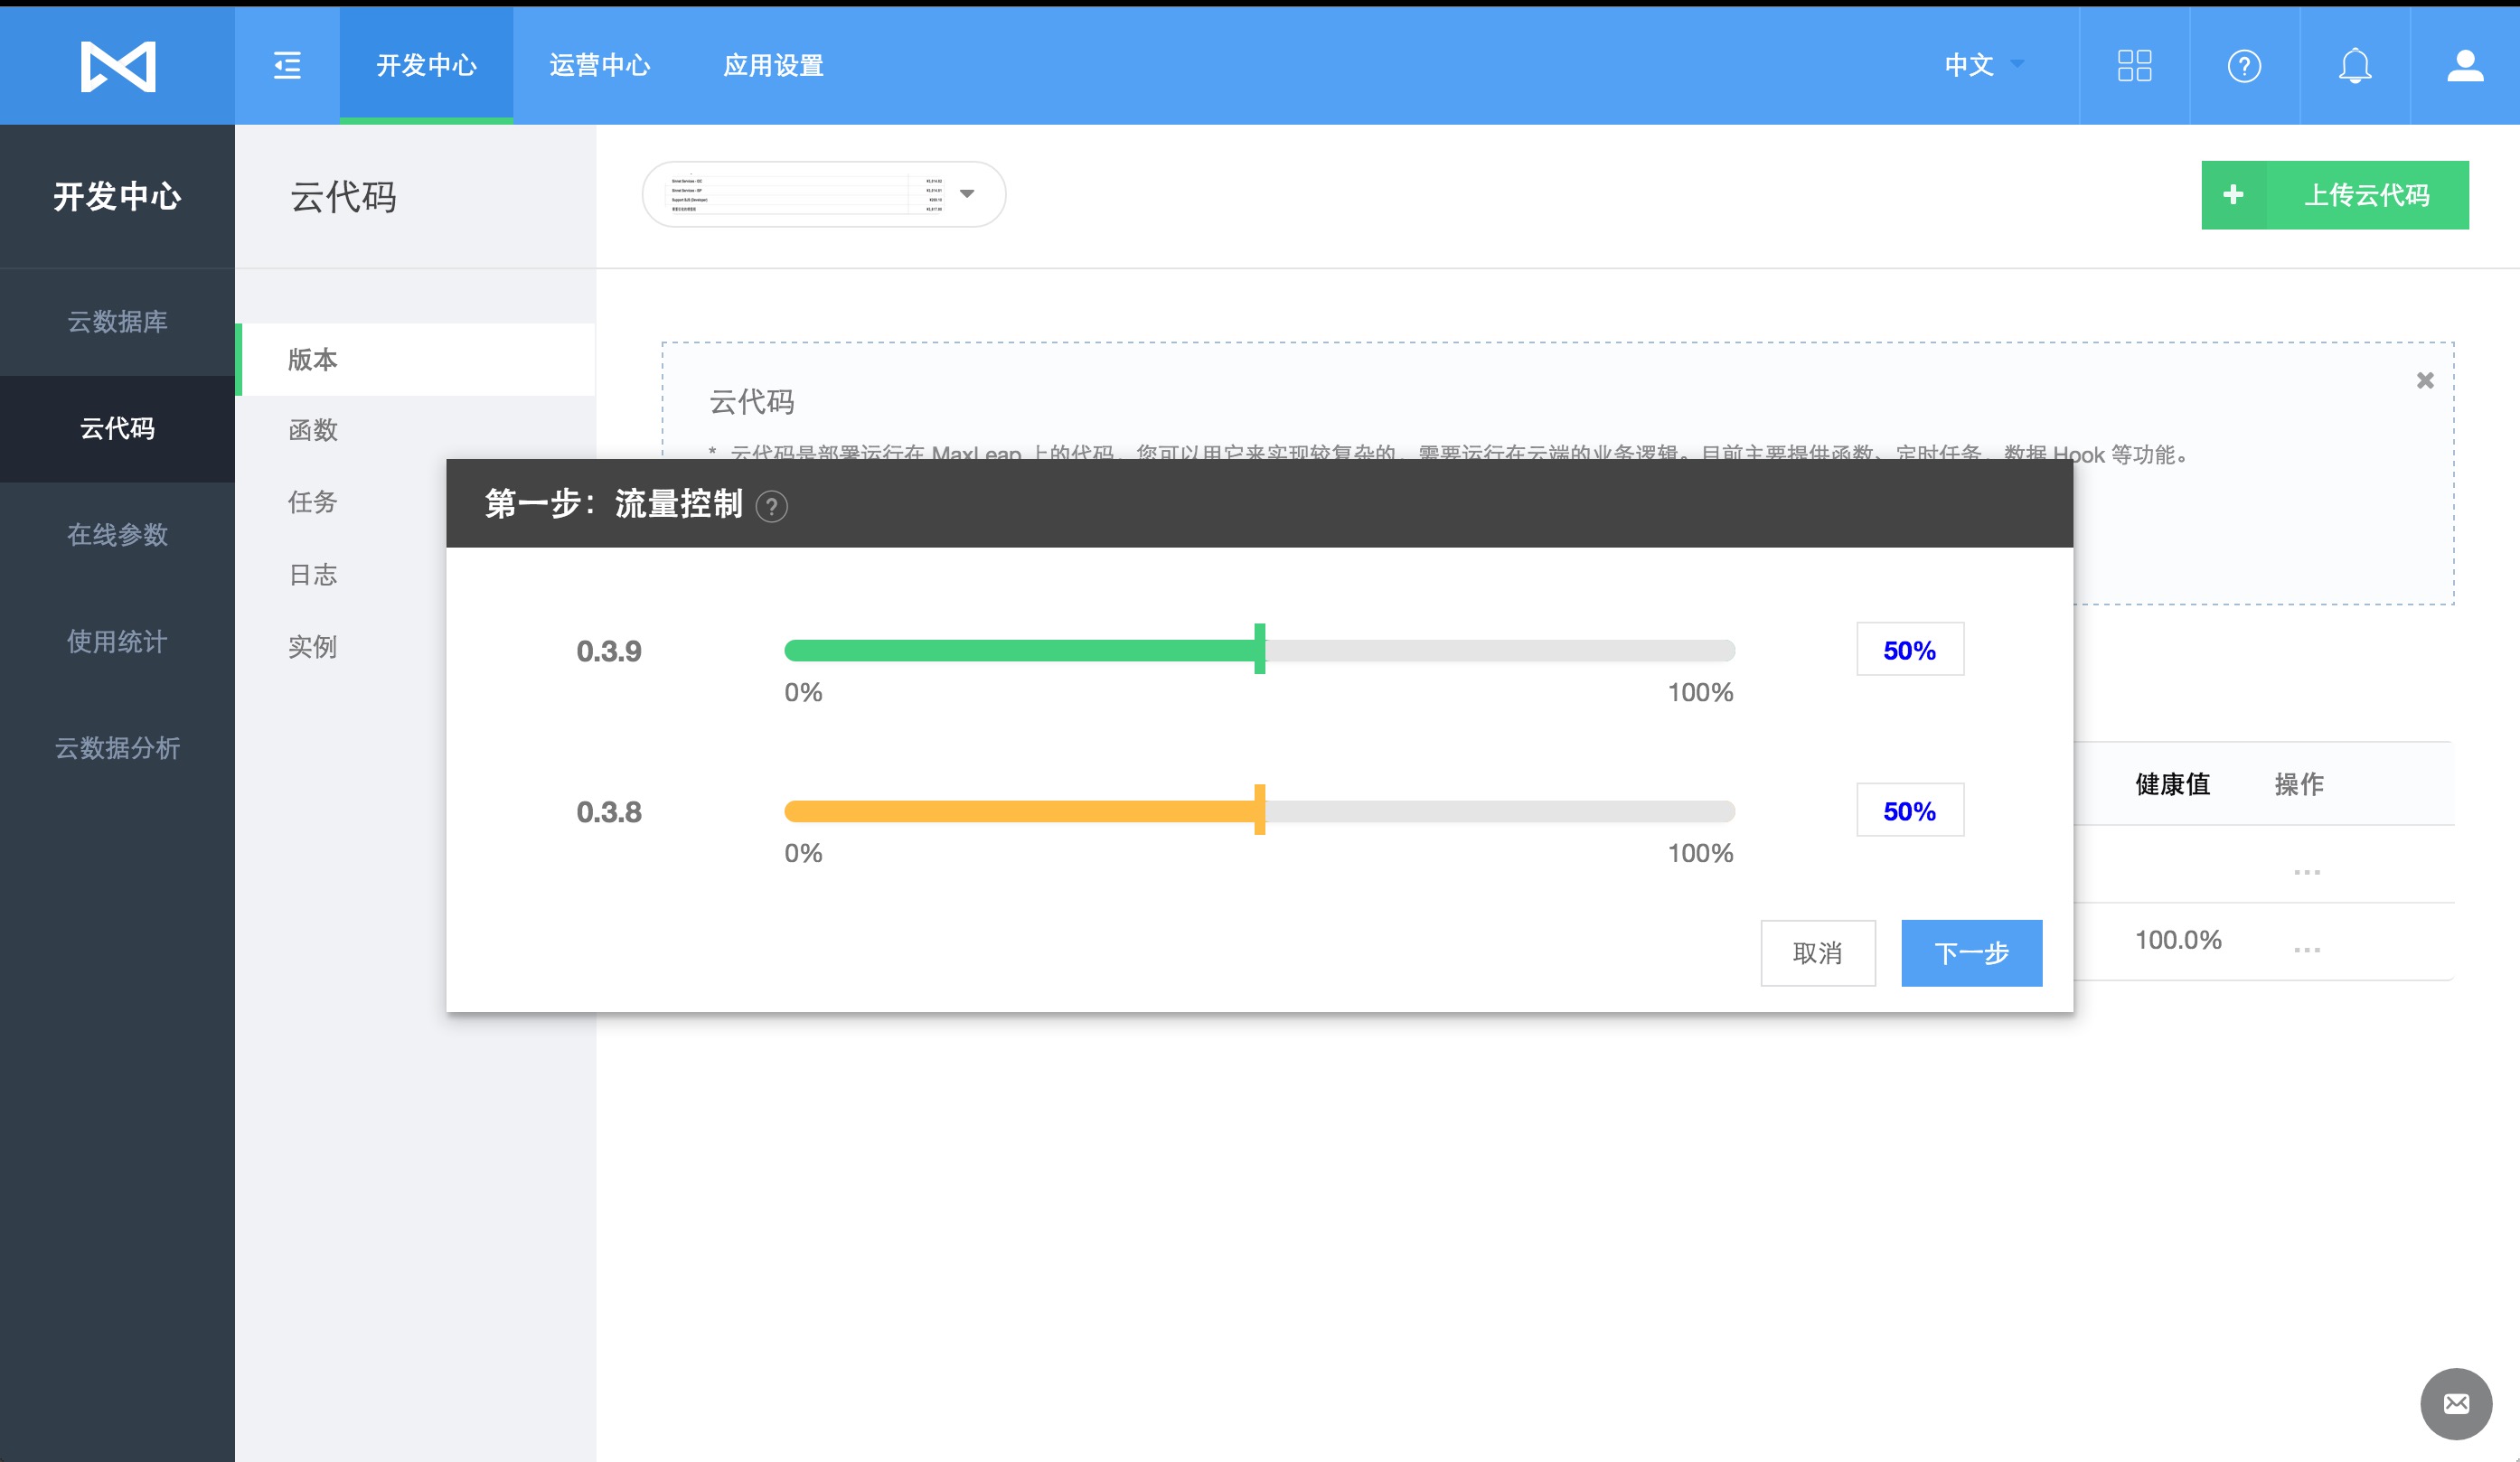 开发中心
运营中心
应用设置
中文
开发中心
云代码
+ 上传云代码
云数据库
云代码
在线参数
使用统计
云数据分析
版本
函数
任务
日志
实例
云代码
* 云代码是部署运行在 MaxLeap 上的代码，您可以用它来实现较复杂的，需要运行在云端的业务逻辑。目前主要提供函数、定时任务，数据 Hook 等功能。
第一步：流量控制 ?
0.3.9
0% 100%
50%
0.3.8
0% 100%
50%
取消
下一步
健康值 操作
...
100.0% ...